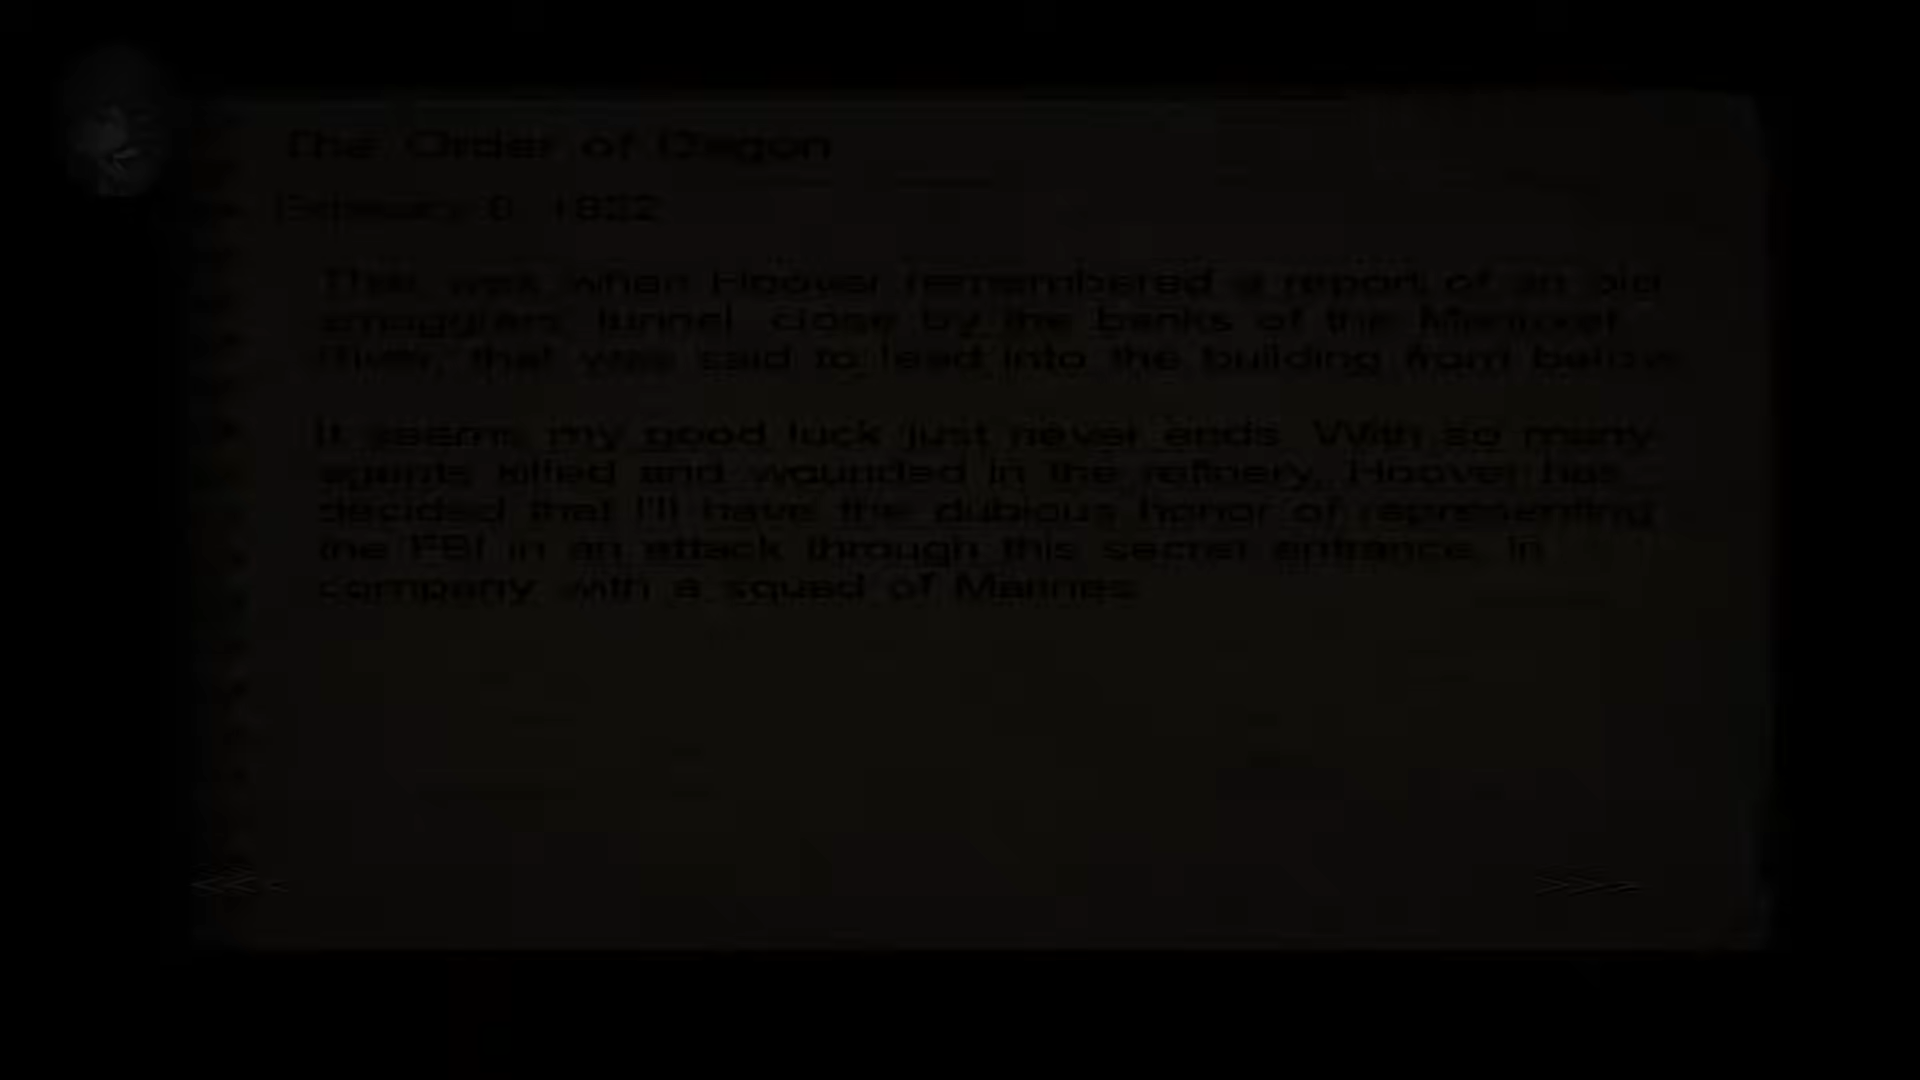 The Order of Dagon
February 8, 1922
This was when Hoover remembered a report of an old
smugglers' tunnel, close by the banks of the Manuxet
River, that was said to lead into the building from below.
It seems my good luck just never ends. With so many
agents killed and wounded in the refinery, Hoover has
decided that I'll have the dubious honor of representing
the FBI in an attack through this secret entrance. In
company with a squad of Marines.